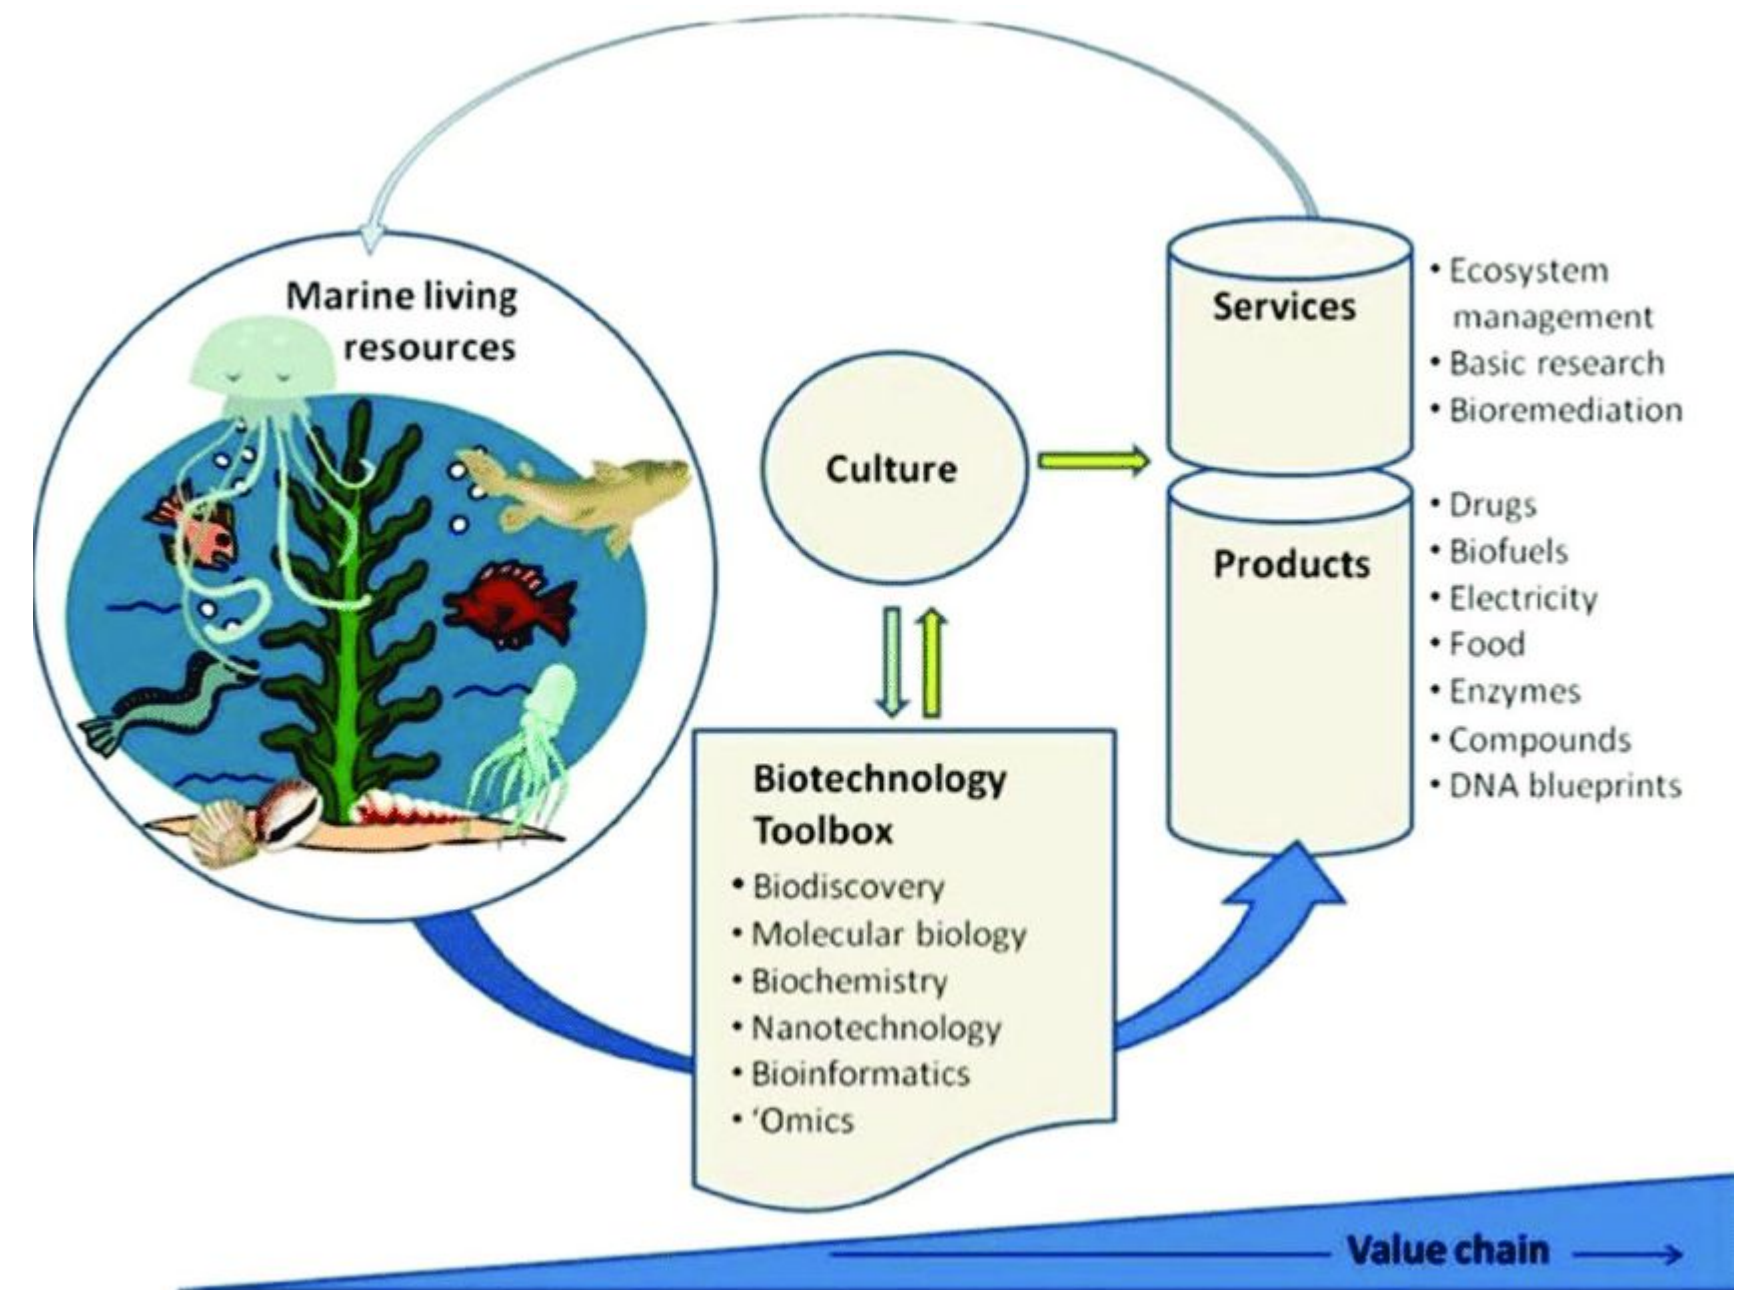 Marine living
resources
Culture
Services
• Ecosystem
management
• Basic research
• Bioremediation
Products
• Drugs
• Biofuels
• Electricity
• Food
• Enzymes
• Compounds
• DNA blueprints
Biotechnology
Toolbox
• Biodiscovery
• Molecular biology
• Biochemistry
• Nanotechnology
• Bioinformatics
• ‘Omics
Value chain